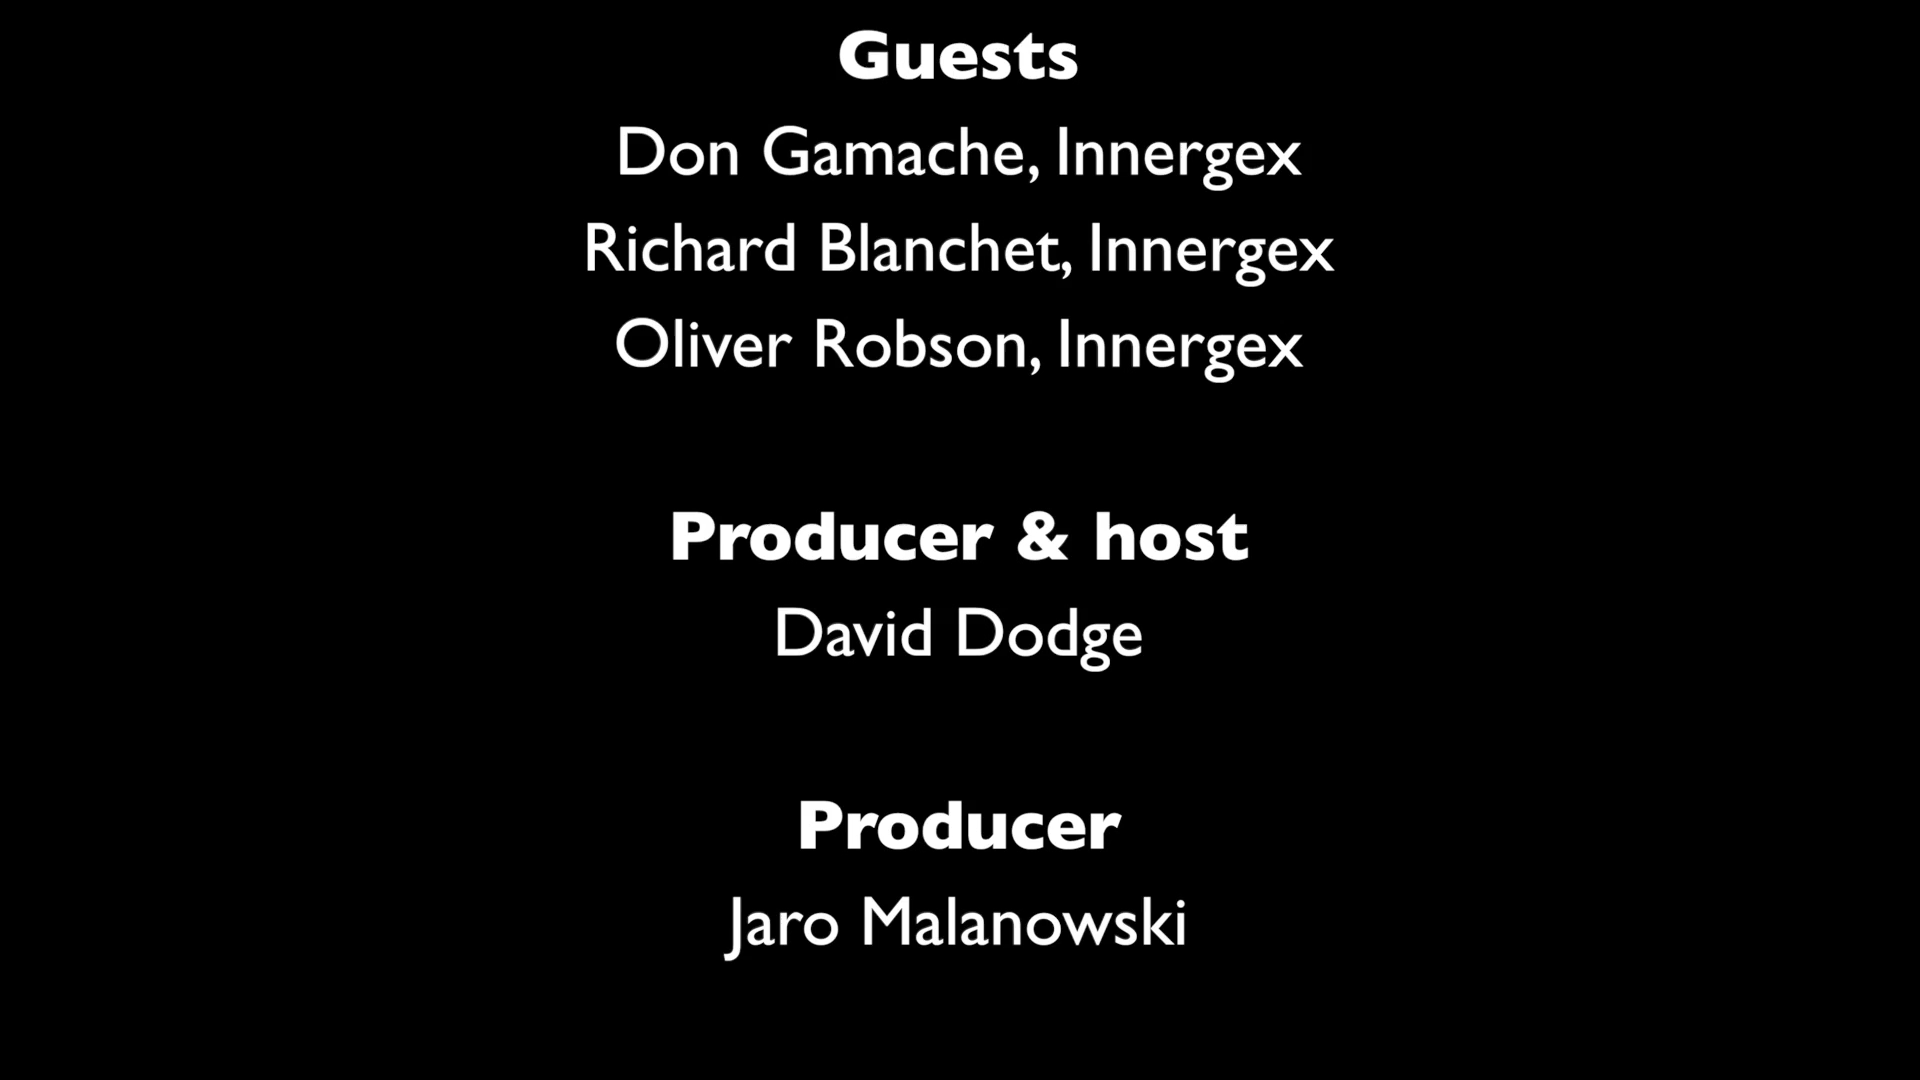 Guests
Don Gamache, Innergex
Richard Blanchet, Innergex
Oliver Robson, Innergex
Producer & host
David Dodge
Producer
Jaro Malanowski